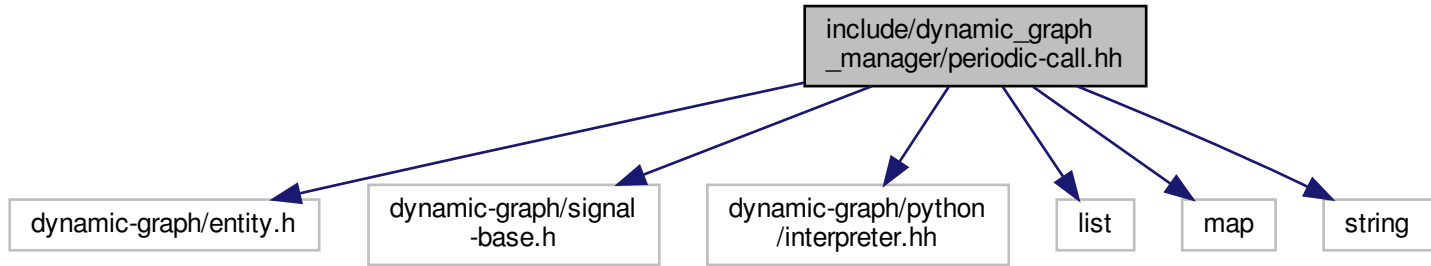 include/dynamic_graph
_manager/periodic-call.hh
dynamic-graph/entity.h
dynamic-graph/signal
-base.h
dynamic-graph/python
/interpreter.hh
list
map
string